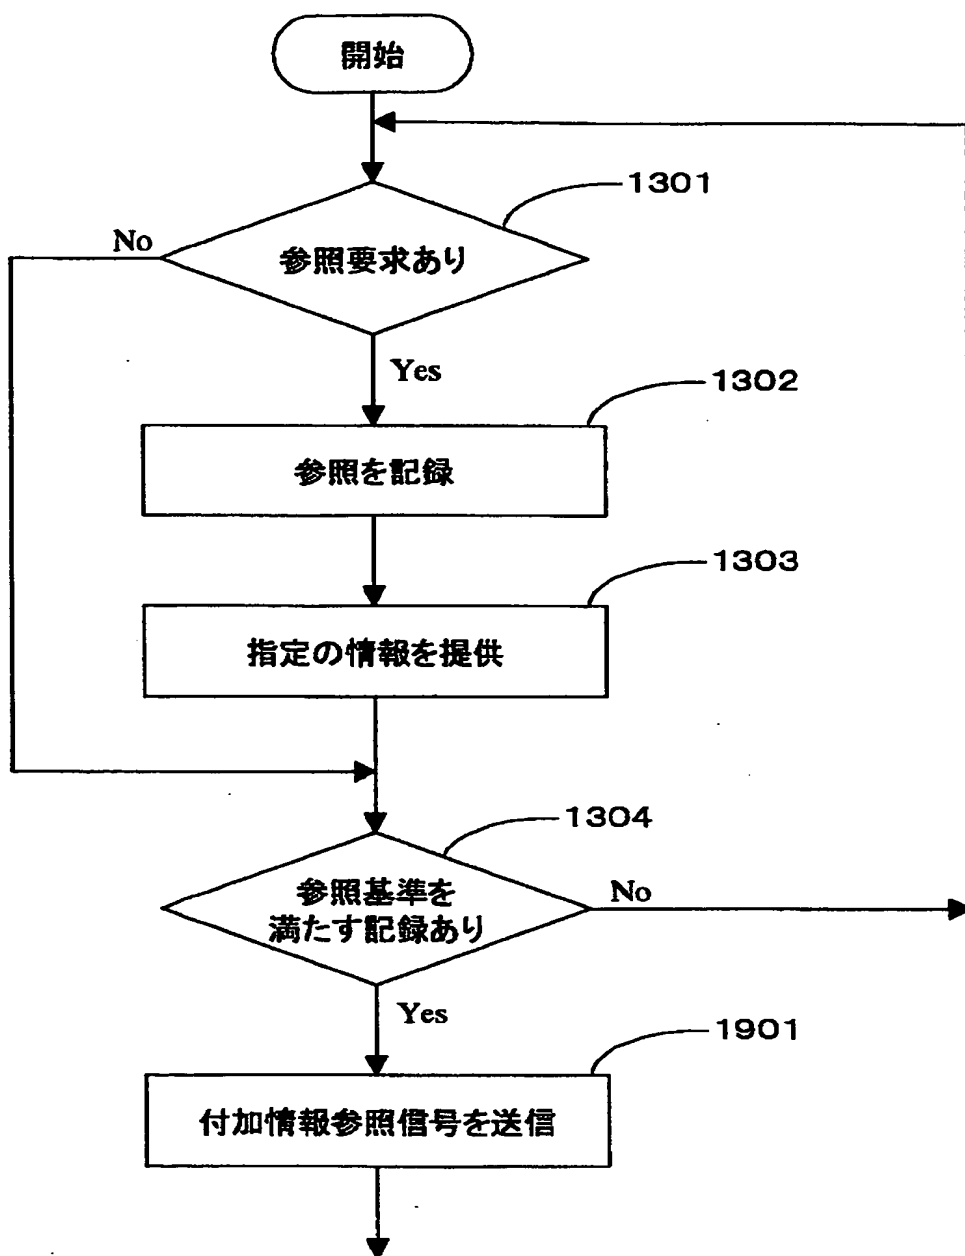 開始
1301
No
参照要求あり
Yes
1302
参照を記録
1303
指定の情報を提供
1304
参照基準を
満たす記録あり
No
Yes
1901
付加情報参照信号を送信